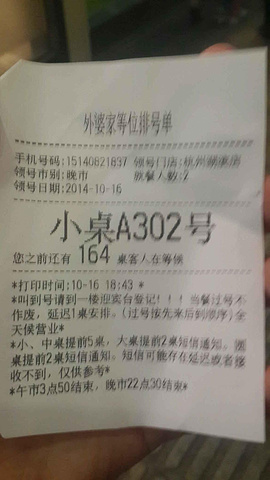 外婆家等位排号单
手机号码:15140821837 领号门店:杭州湖滨店
领号市别:晚市 就餐人数:2
领号日期:2014-10-16
小桌A302号
您之前还有 164 桌客人在等候
*打印时间:10-16 18:43 *
*叫到号请到一楼迎宾台登记!!!当餐过号不
作废，延迟1桌安排。(过号按先来后到顺序)全
天候营业*
*小、中桌提前5桌，大桌提前2桌短信通知。圆
桌提前2桌短信通知。短信可能存在延迟或者接
收不到，仅供参考*
*午市3点50结束，晚市22点30结束*